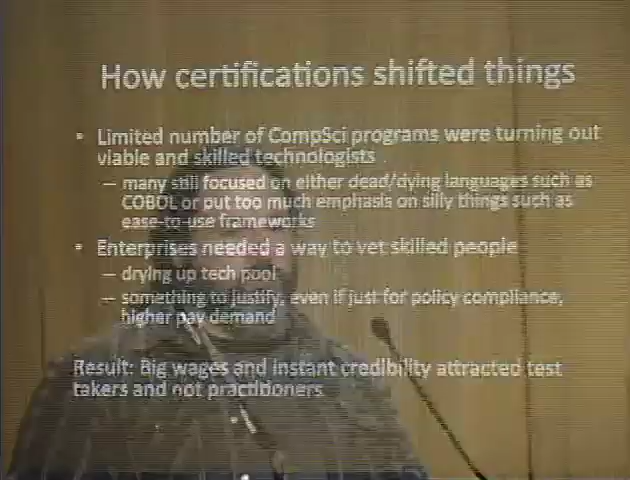 How certifications shifted things
• Limited number of CompSci programs were turning out
viable and skilled technologists
– many still focused on either dead/dying languages such as
COBOL or put too much emphasis on silly things such as
ease-to-use frameworks
• Enterprises needed a way to vet skilled people
– drying up tech pool
– something to justify, even if just for policy compliance,
higher pay demand
Result: Big wages and instant credibility attracted test
takers and not practitioners